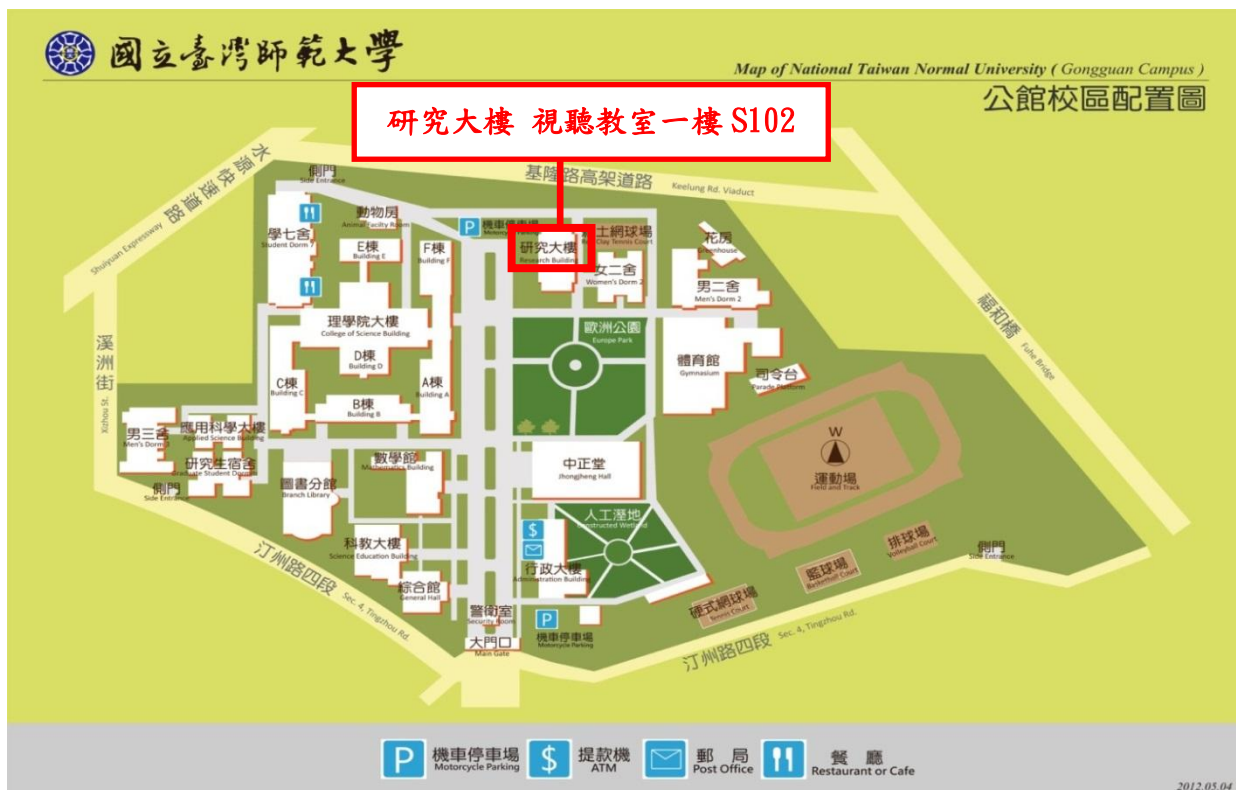 國立臺灣師範大學
Map of National Taiwan Normal University ( Gongguan Campus )
公館校區配置圖
研究大樓 視聽教室一樓 S102
水源快速道路
Shuiyuan Expressway
側門
Side Entrance
基隆路高架道路
Keelung Rd. Viaduct
動物房
Animal Facilty Room
P
機車停車場
Motorcycle Parking
土網球場
Clay Tennis Court
花房
Greenhouse
學七舍
Student Dorm 7
E棟
Building E
F棟
Building F
研究大樓
Research Building
女二舍
Women's Dorm 2
男二舍
Men's Dorm 2
福和橋
Fuhe Bridge
理學院大樓
College of Science Building
歐洲公園
Europe Park
溪洲街
Xizhou St.
D棟
Building D
體育館
Gymnasium
司令台
Parade Platform
C棟
Building C
A棟
Building A
B棟
Building B
男三舍
Men's Dorm 3
應用科學大樓
Applied Science Building
研究生宿舍
Graduate Student Dorm
側門
Side Entrance
圖書分館
Branch Library
數學館
Mathematics Building
中正堂
Jhongjheng Hall
W
運動場
Field and Track
人工溼地
Constructed Wetland
$
科教大樓
Science Education Building
行政大樓
Administration Building
排球場
Volleyball Court
側門
Side Entrance
籃球場
Basketball Court
汀州路四段
Sec. 4, Tingzhou Rd.
綜合館
General Hall
硬式網球場
Tennis Court
警衛室
Security Room
P
機車停車場
Motorcycle Parking
大門口
Main Gate
汀州路四段
Sec. 4, Tingzhou Rd.
P
機車停車場
Motorcycle Parking
$
提款機
ATM
郵局
Post Office
餐廳
Restaurant or Cafe
2012.05.04